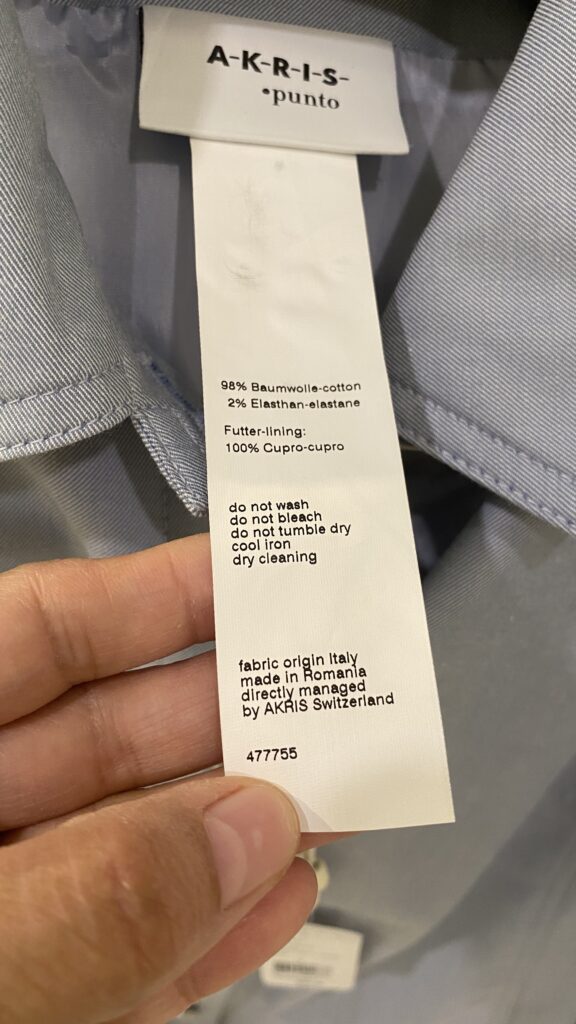 A-K-R-I-S-
•punto
98% Baumwolle-cotton
2% Elasthan-elastane
Futter-lining:
100% Cupro-cupro
do not wash
do not bleach
do not tumble dry
cool iron
dry cleaning
fabric origin Italy
made in Romania
directly managed
by AKRIS Switzerland
477755